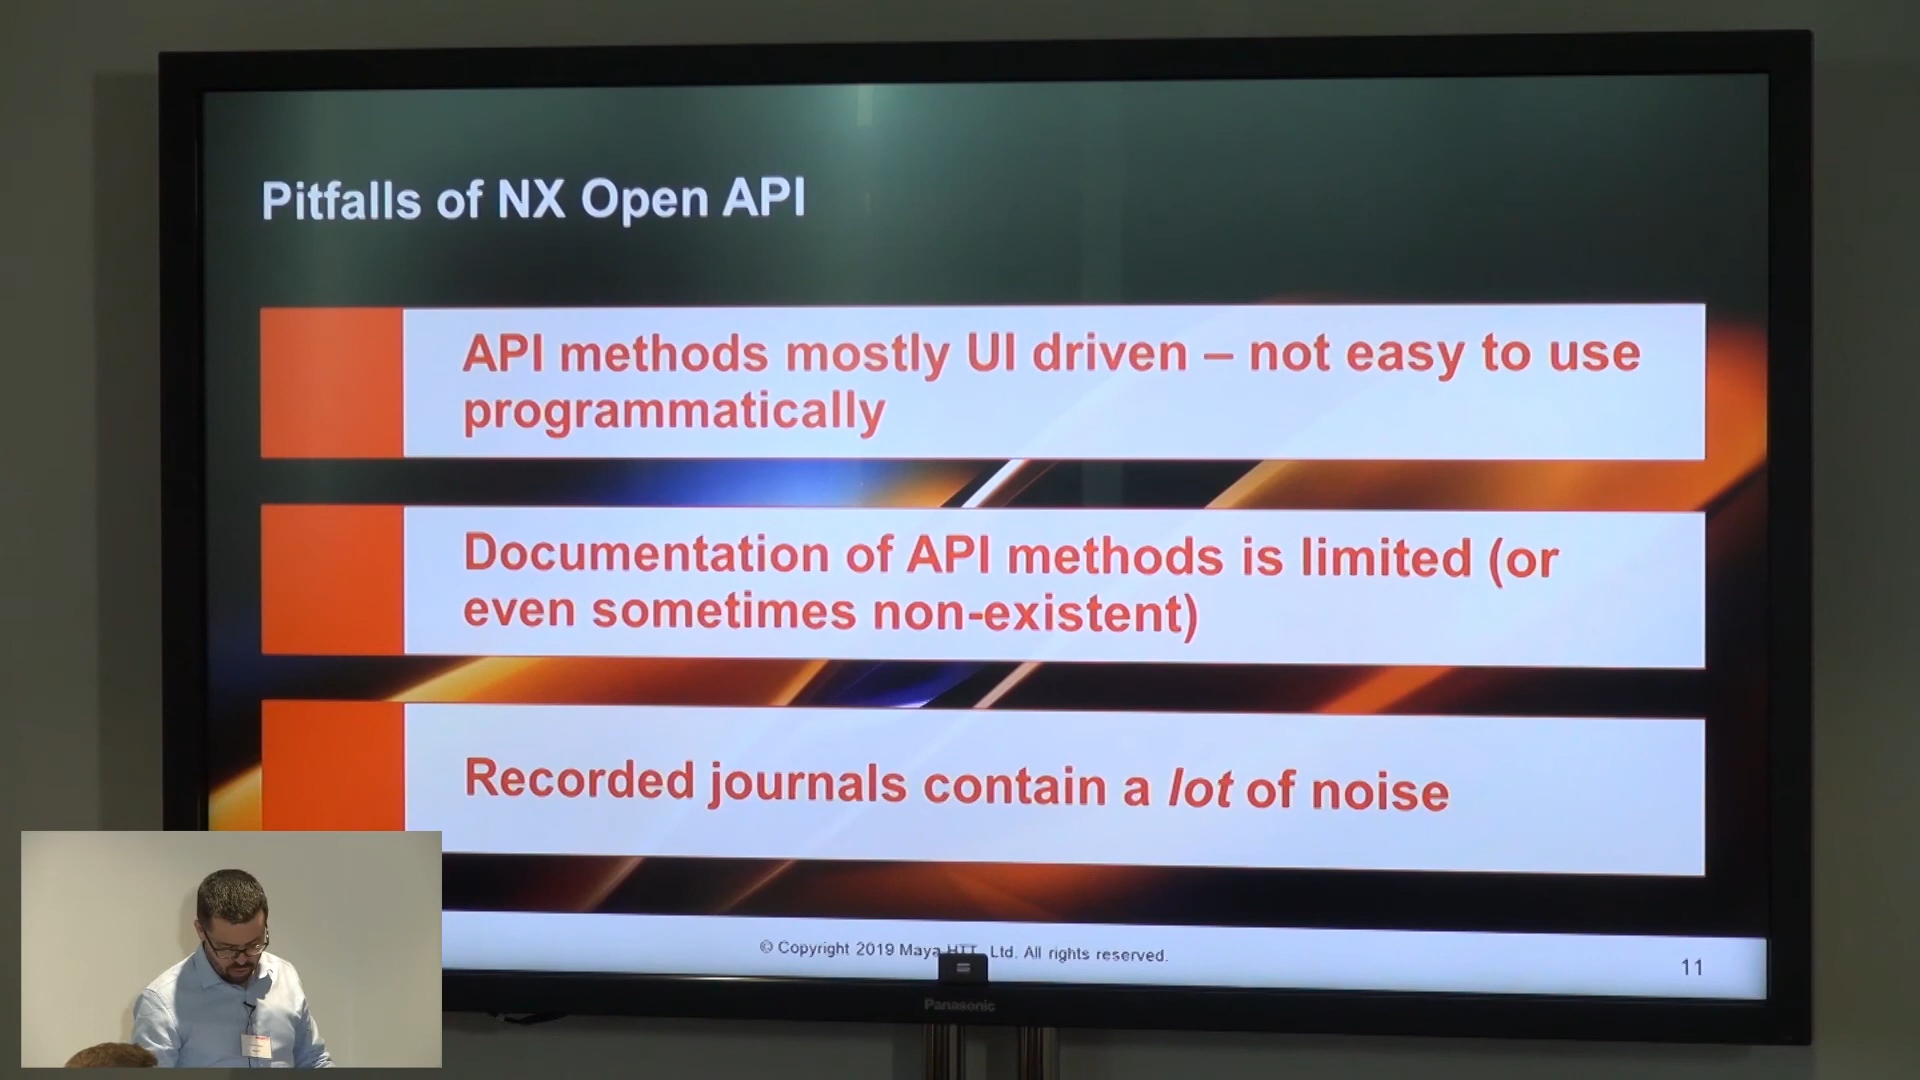 Pitfalls of NX Open API
API methods mostly UI driven – not easy to use
programmatically
Documentation of API methods is limited (or
even sometimes non-existent)
Recorded journals contain a lot of noise
© Copyright 2019 Maya HTT, Ltd. All rights reserved.
11
Panasonic